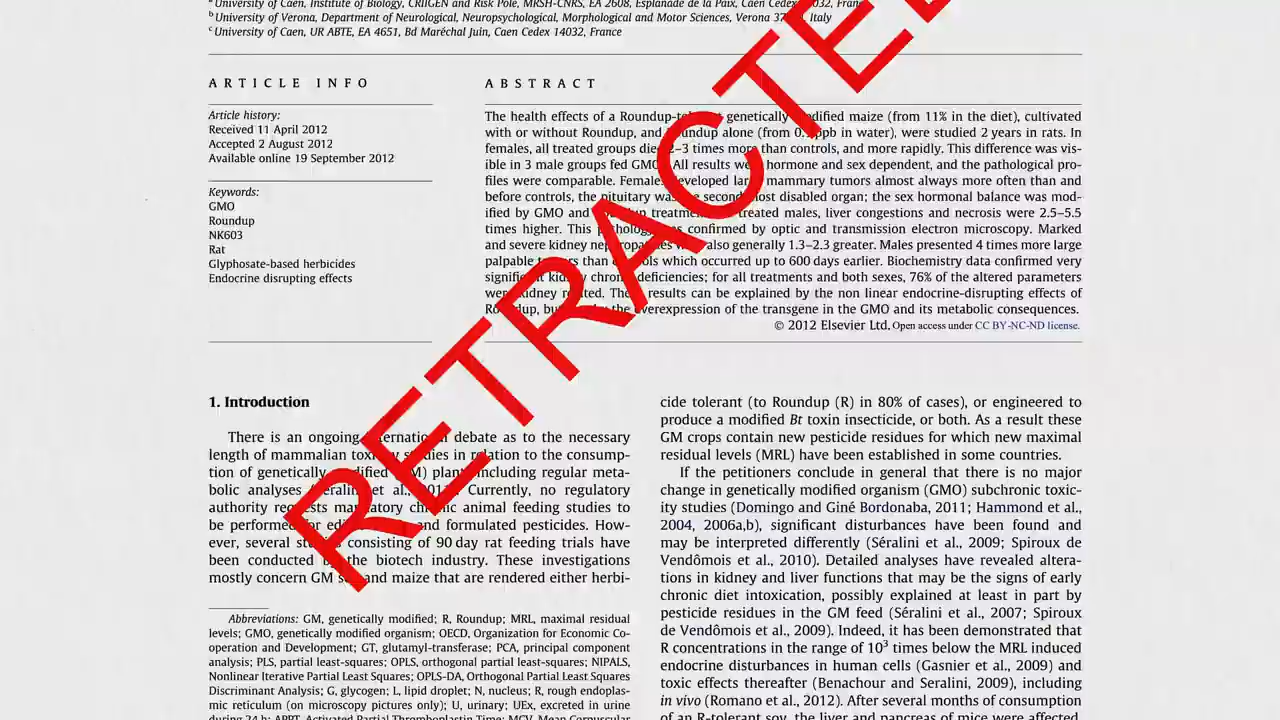 ᵃ University of Caen, Institute of Biology, CRIIGEN and Risk Pole, MRSH-CNRS, EA 2608, Esplanade de la Paix, Caen Cedex
ᵇ University of Verona, Department of Neurological, Neuropsychological, Morphological and Motor Sciences, Verona Italy
ᶜ University of Caen, UR ABTE, EA 4651, Bd Maréchal Juin, Caen Cedex 14032, France
RETRACTE
ARTICLE INFO
Article history:
Received 11 April 2012
Accepted 2 August 2012
Available online 19 September 2012
Keywords:
GMO
Roundup
NK603
Rat
Glyphosate-based herbicides
Endocrine disrupting effects
ABSTRACT
The health effects of a Roundup-tolerant genetically modified maize (from 11% in the diet), cultivated
with or without Roundup, and Roundup alone (from ppb in water), were studied 2 years in rats. In
females, all treated groups died 2–3 times more than controls, and more rapidly. This difference was vis-
ible in 3 male groups fed GMOs. All results were hormone and sex dependent, and the pathological pro-
files were comparable. Females developed large mammary tumors almost always more often than and
before controls, the pituitary was the second most disabled organ; the sex hormonal balance was mod-
ified by GMO and Roundup treatments. In treated males, liver congestions and necrosis were 2.5–5.5
times higher. This pathology was confirmed by optic and transmission electron microscopy. Marked
and severe kidney nephropathies were also generally 1.3–2.3 greater. Males presented 4 times more large
palpable tumors than controls which occurred up to 600 days earlier. Biochemistry data confirmed very
significant kidney chronic deficiencies; for all treatments and both sexes, 76% of the altered parameters
were kidney related. These results can be explained by the non linear endocrine-disrupting effects of
Roundup, but also by the overexpression of the transgene in the GMO and its metabolic consequences.
© 2012 Elsevier Ltd. Open access under CC BY-NC-ND license.
1. Introduction
There is an ongoing international debate as to the necessary
length of mammalian toxicity studies in relation to the consump-
tion of genetically modified (GM) plants including regular meta-
bolic analyses (Séralini et al., 2011). Currently, no regulatory
authority requests mandatory chronic animal feeding studies to
be performed for edible and formulated pesticides. How-
ever, several studies consisting of 90 day rat feeding trials have
been conducted by the biotech industry. These investigations
mostly concern GM soy and maize that are rendered either herbi-
Abbreviations: GM, genetically modified; R, Roundup; MRL, maximal residual
levels; GMO, genetically modified organism; OECD, Organization for Economic Co-
operation and Development; GT, glutamyl-transferase; PCA, principal component
analysis; PLS, partial least-squares; OPLS, orthogonal partial least-squares; NIPALS,
Nonlinear Iterative Partial Least Squares; OPLS-DA, Orthogonal Partial Least Squares
Discriminant Analysis; G, glycogen; L, lipid droplet; N, nucleus; R, rough endoplas-
mic reticulum (on microscopy pictures only); U, urinary; UEx, excreted in urine
during 24 h; APPT, Activated Partial Thromboplastin Time; MCV, Mean Corpuscular
cide tolerant (to Roundup (R) in 80% of cases), or engineered to
produce a modified Bt toxin insecticide, or both. As a result these
GM crops contain new pesticide residues for which new maximal
residual levels (MRL) have been established in some countries.
If the petitioners conclude in general that there is no major
change in genetically modified organism (GMO) subchronic toxic-
ity studies (Domingo and Giné Bordonaba, 2011; Hammond et al.,
2004, 2006a,b), significant disturbances have been found and
may be interpreted differently (Séralini et al., 2009; Spiroux de
Vendômois et al., 2010). Detailed analyses have revealed altera-
tions in kidney and liver functions that may be the signs of early
chronic diet intoxication, possibly explained at least in part by
pesticide residues in the GM feed (Séralini et al., 2007; Spiroux
de Vendômois et al., 2009). Indeed, it has been demonstrated that
R concentrations in the range of 10³ times below the MRL induced
endocrine disturbances in human cells (Gasnier et al., 2009) and
toxic effects thereafter (Benachour and Seralini, 2009), including
in vivo (Romano et al., 2012). After several months of consumption
of an R-tolerant soy, the liver and pancreas of mice were affected,